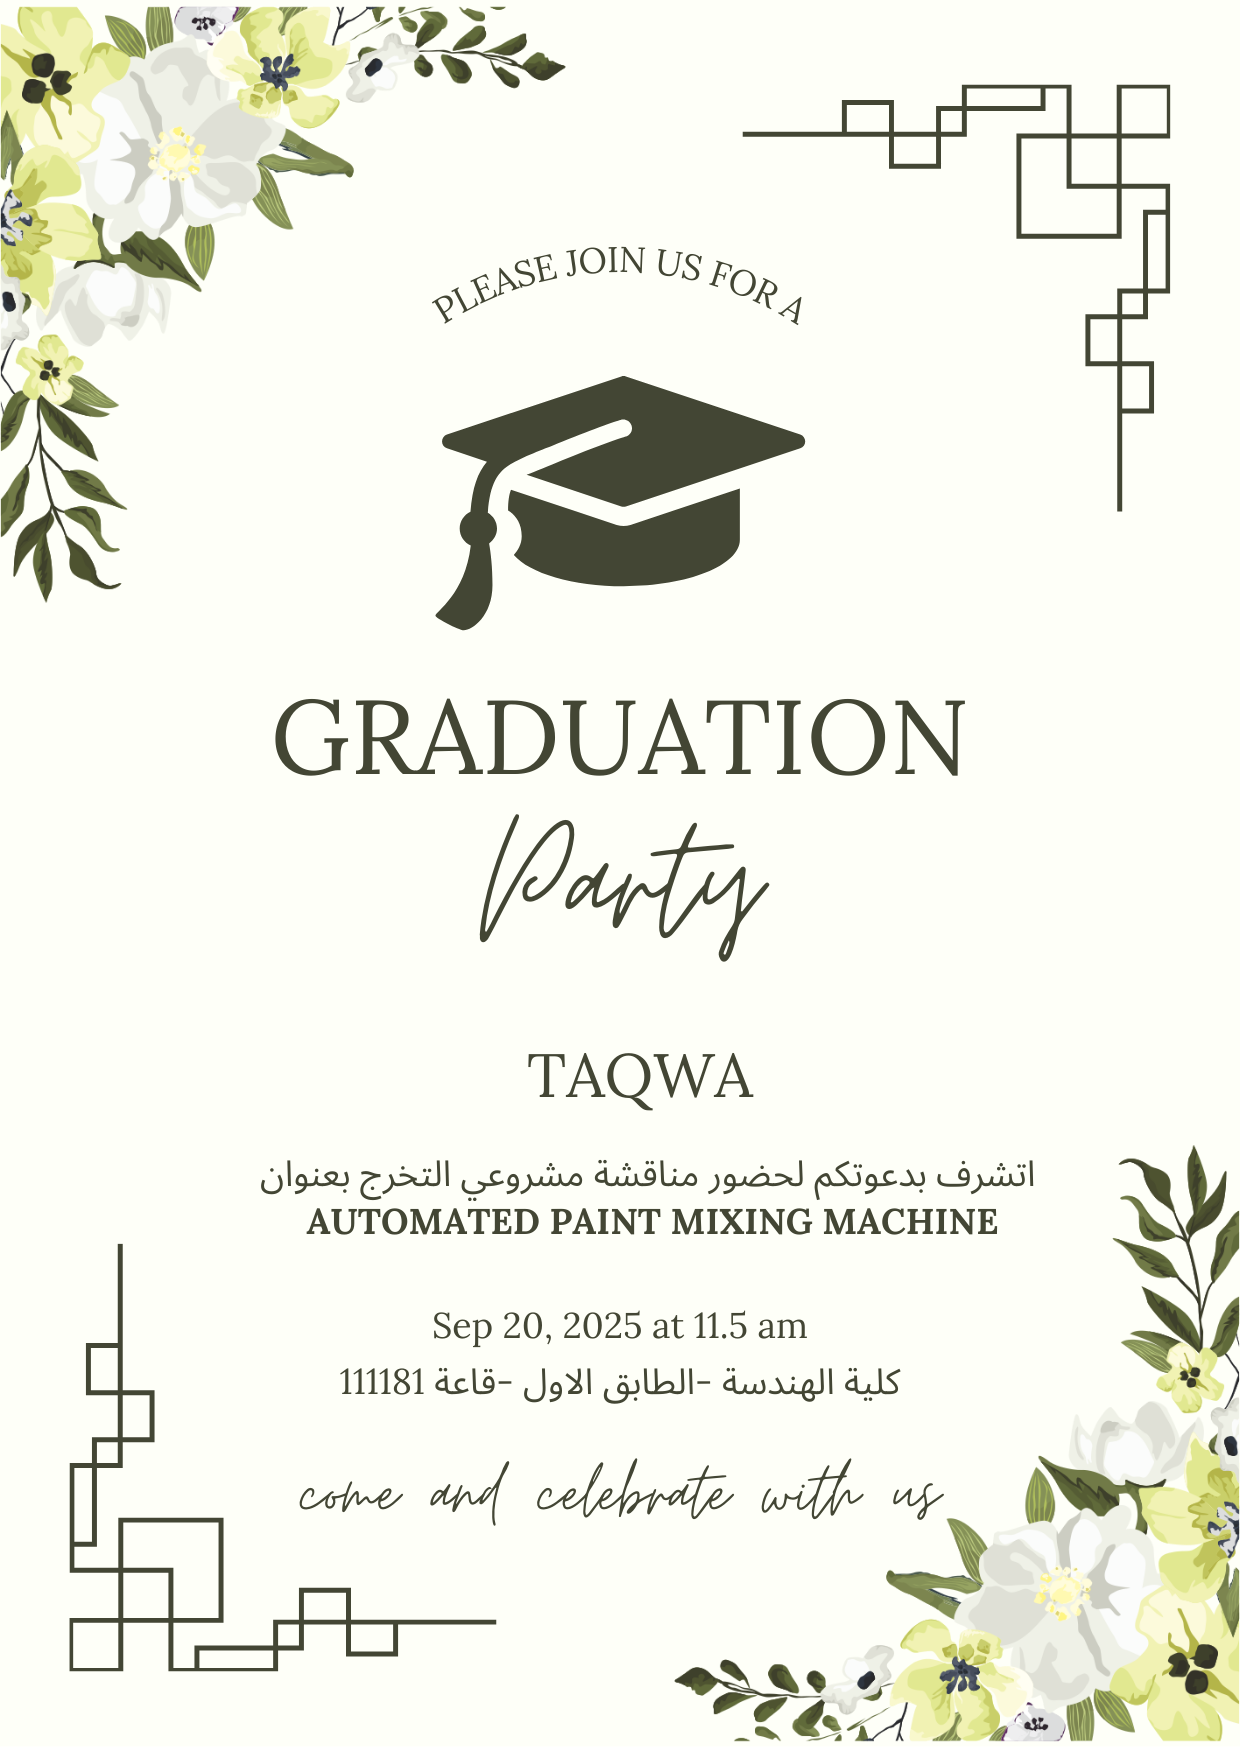 PLEASE JOIN US FOR A
GRADUATION
Party
TAQWA
اتشرف بدعوتكم لحضور مناقشة مشروعي التخرج بعنوان
AUTOMATED PAINT MIXING MACHINE
Sep 20, 2025 at 11.5 am
كلية الهندسة -الطابق الاول -قاعة 111181
come and celebrate with us